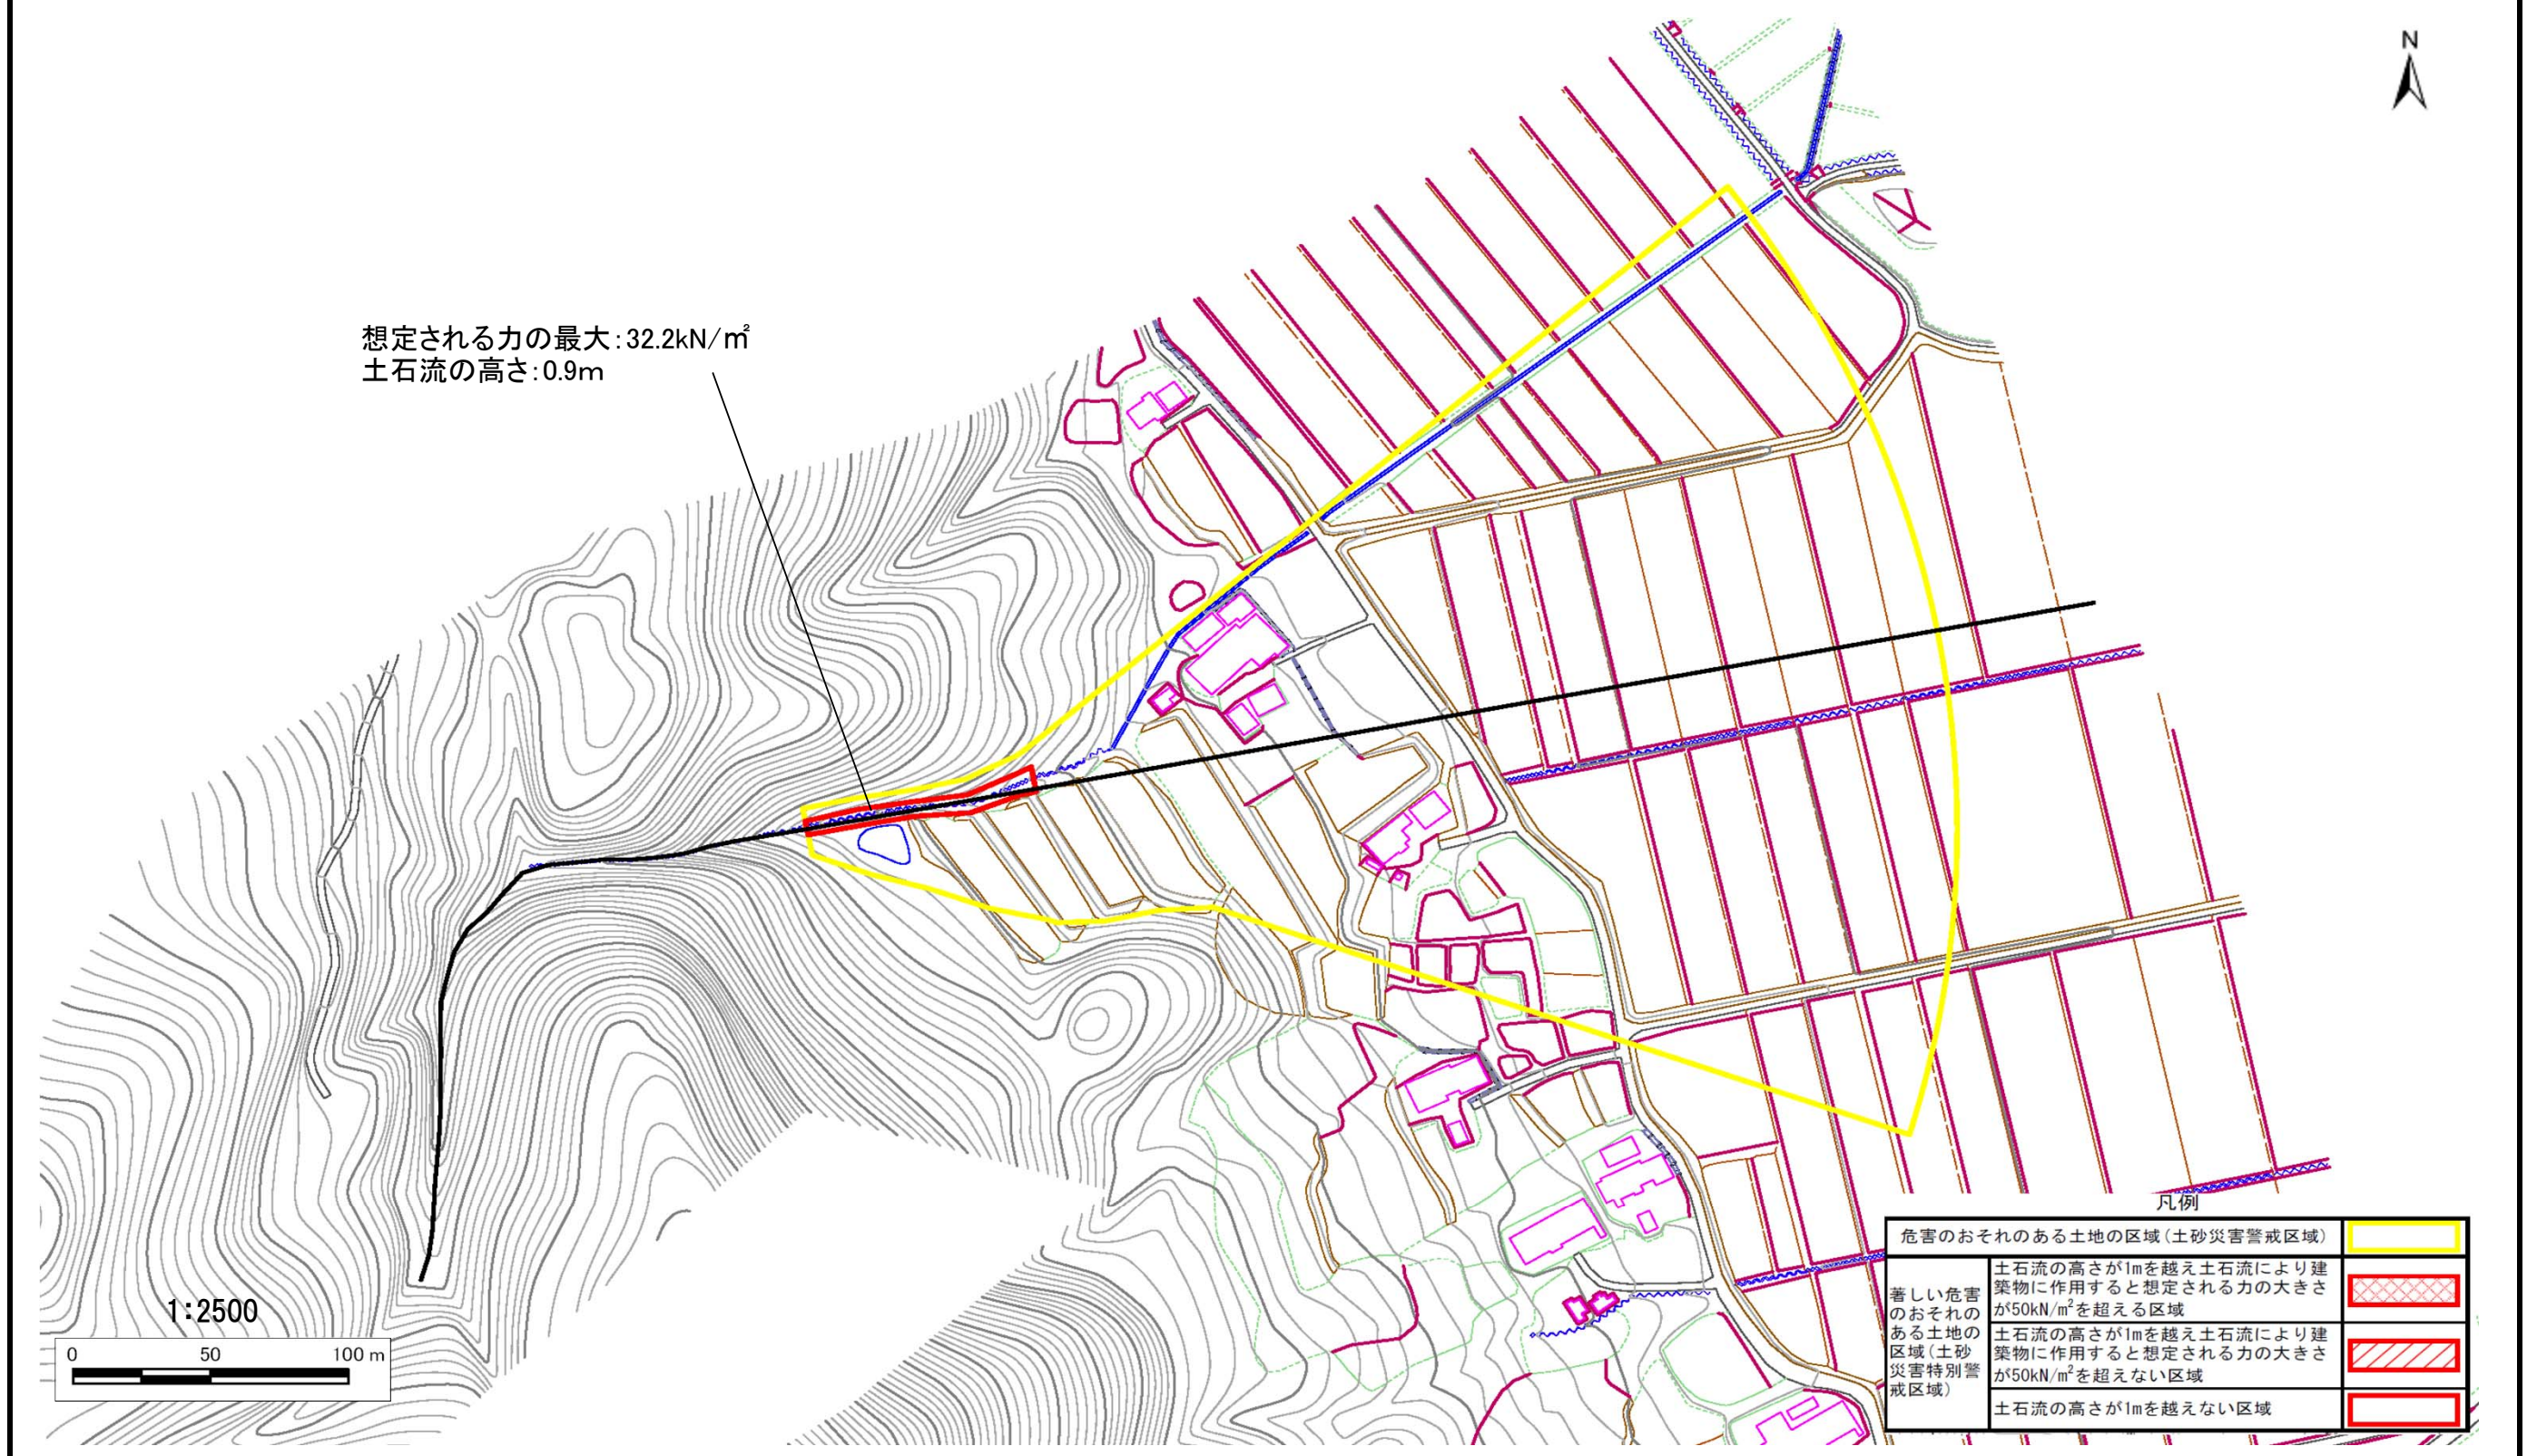 N
想定される力の最大:32.2kN/㎡
土石流の高さ:0.9m
1:2500
0 50 100 m
凡例
危害のおそれのある土地の区域(土砂災害警戒区域)
著しい危害
のおそれの
ある土地の
区域(土砂
災害特別警
戒区域)
土石流の高さが1mを越え土石流により建
築物に作用すると想定される力の大きさ
が50kN/m²を超える区域
土石流の高さが1mを越え土石流により建
築物に作用すると想定される力の大きさ
が50kN/m²を超えない区域
土石流の高さが1mを越えない区域